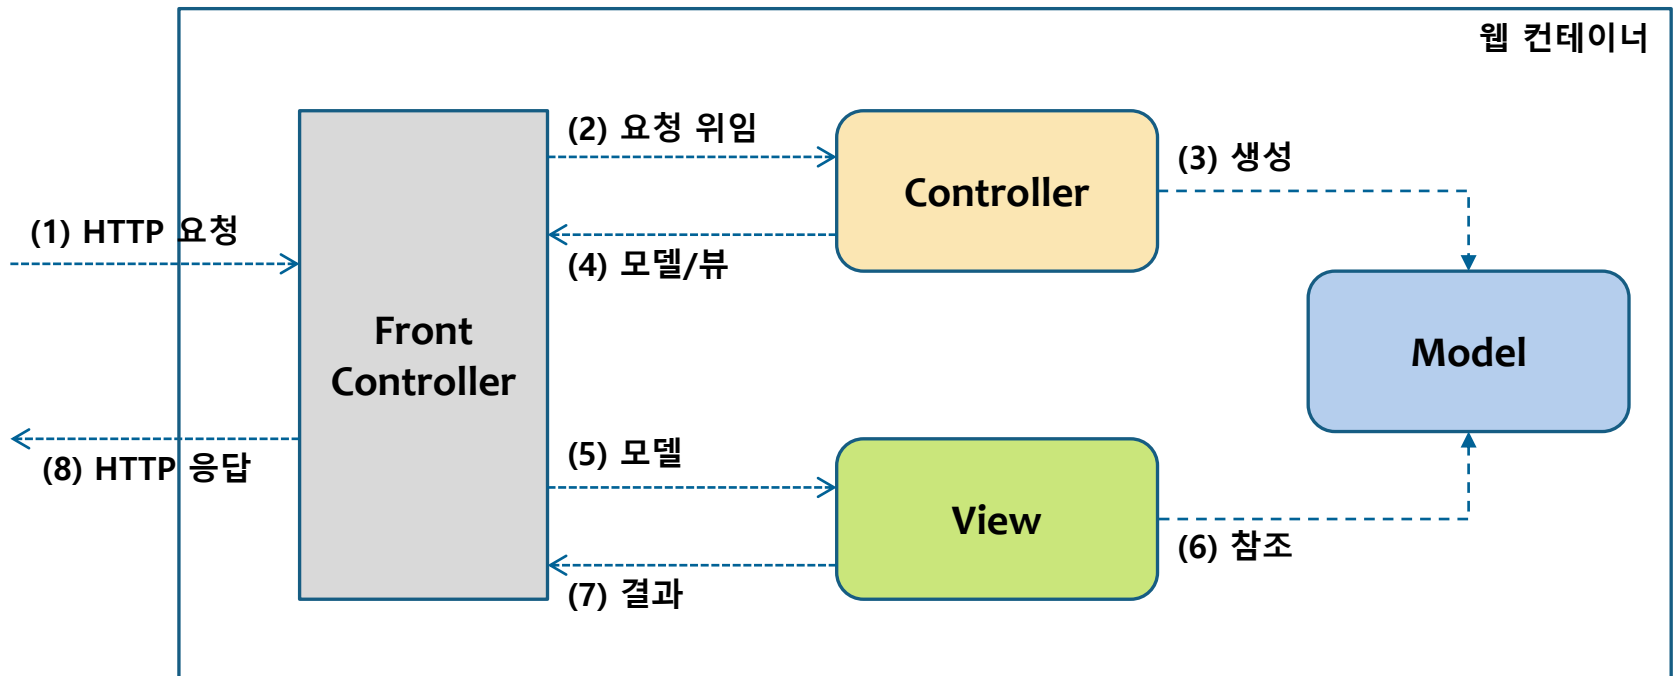 웹 컨테이너
(1) HTTP 요청
(2) 요청 위임
Controller
(3) 생성
(4) 모델/뷰
Front
Controller
Model
(5) 모델
View
(6) 참조
(7) 결과
(8) HTTP 응답